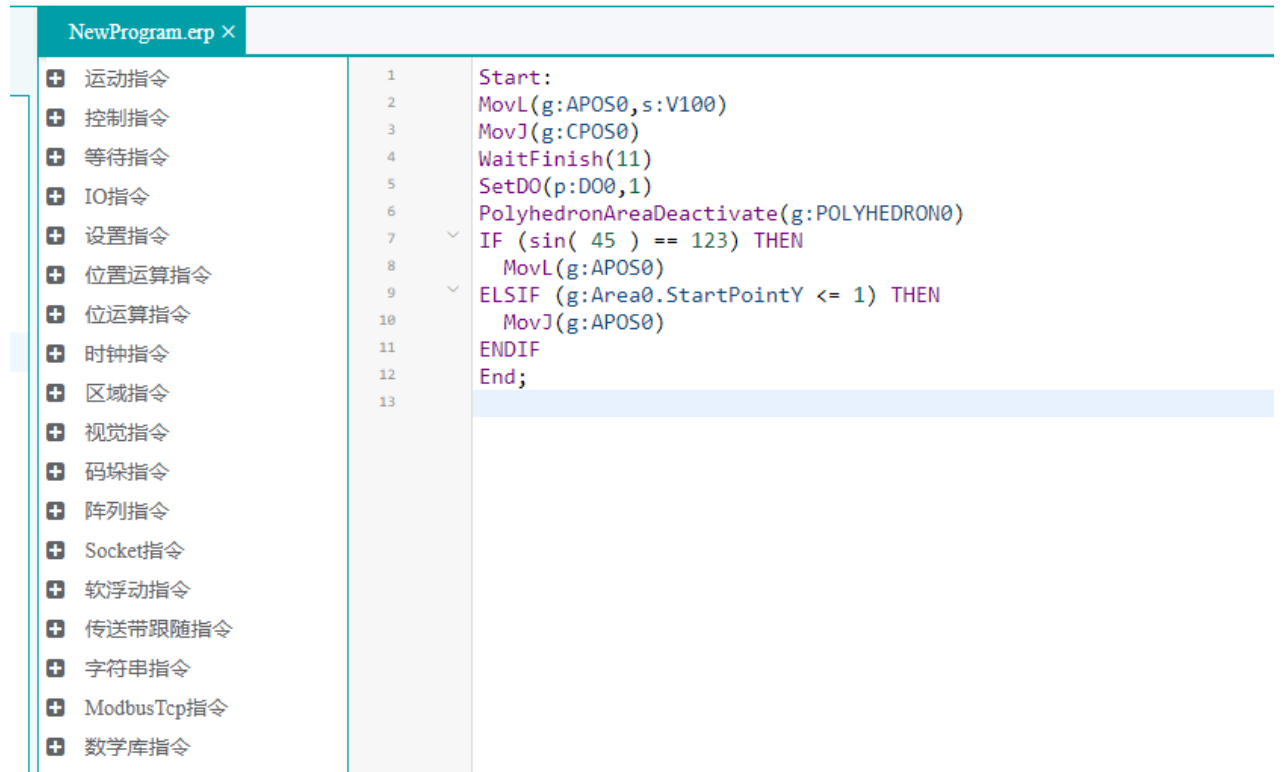 NewProgram.erp ×
运动指令
控制指令
等待指令
IO指令
设置指令
位置运算指令
位运算指令
时钟指令
区域指令
视觉指令
码垛指令
阵列指令
Socket指令
软浮动指令
传送带跟随指令
字符串指令
ModbusTcp指令
数学库指令
1 Start:
2 MovL(g:APOS0,s:V100)
3 MovJ(g:CPOS0)
4 WaitFinish(11)
5 SetDO(p:DO0,1)
6 PolyhedronAreaDeactivate(g:POLYHEDRON0)
7 IF (sin( 45 ) == 123) THEN
8 MovL(g:APOS0)
9 ELSIF (g:Area0.StartPointY <= 1) THEN
10 MovJ(g:APOS0)
11 ENDIF
12 End;
13